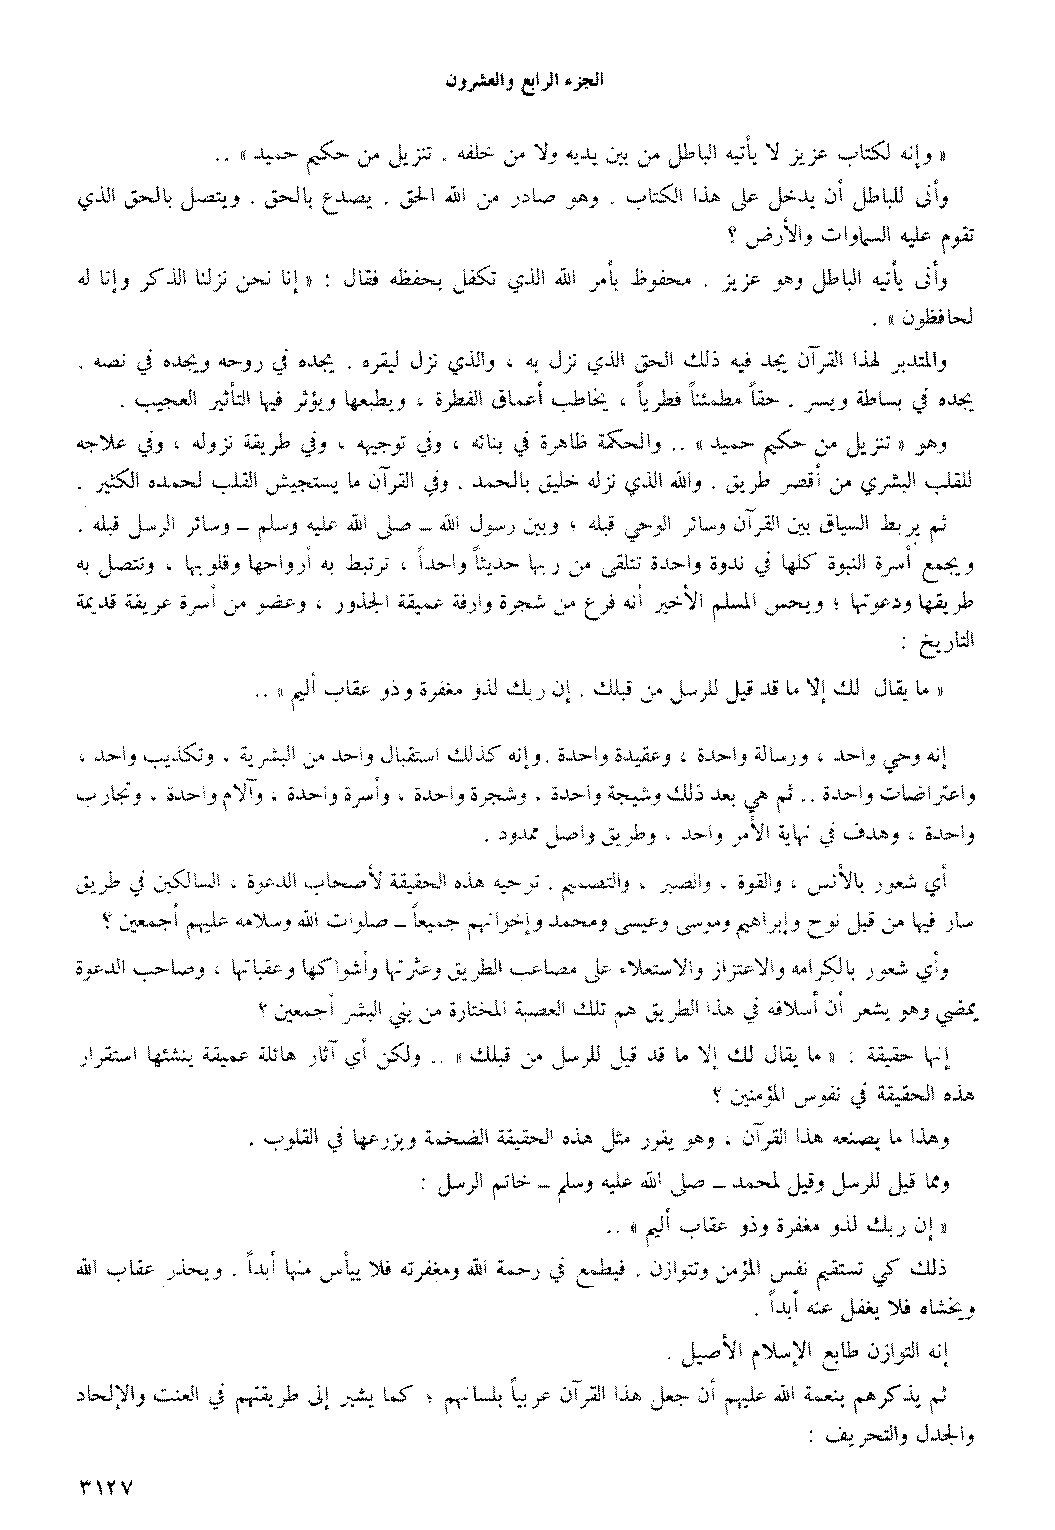 الجزء الرابع والعشرون
« وإنه لكتاب عزيز لا يأتيه الباطل من بين يديه ولا من خلفه . تنزيل من حكيم حميد » ..
وأنى للباطل أن يدخل على هذا الكتاب . وهو صادر من الله الحق . يصدع بالحق . ويتصل بالحق الذي
تقوم عليه السماوات والأرض ؟
وأنى يأتيه الباطل وهو عزيز . محفوظ بأمر الله الذي تكفل بحفظه فقال : « إنا نحن نزلنا الذكر وإنا له
لحافظون » .
والمتدبر لهذا القرآن يجد فيه ذلك الحق الذي نزل به ، والذي نزل ليقره . يجده في روحه ويجده في نصه .
يجده في بساطة ويسر . حقاً مطمئناً فطرياً ، يخاطب أعماق الفطرة ، ويطبعها ويؤثر فيها التأثير العجيب .
وهو « تنزيل من حكيم حميد » .. والحكمة ظاهرة في بنائه ، وفي توجيهه ، وفي طريقة نزوله ، وفي علاجه
للقلب البشري من أقصر طريق . والله الذي نزله خليق بالحمد . وفي القرآن ما يستجيش القلب لحمده الكثير .
ثم يربط السياق بين القرآن وسائر الوحي قبله ؛ وبين رسول الله – صلى الله عليه وسلم – وسائر الرسل قبله .
ويجمع أسرة النبوة كلها في ندوة واحدة تتلقى من ربها حديثاً واحداً ، ترتبط به أرواحها وقلوبها ، وتتصل به
طريقها ودعوتها ؛ ويحس المسلم الأخير أنه فرع من شجرة وارفة عميقة الجذور ، وعضو من أسرة عريقة قديمة
التاريخ :
« ما يقال لك إلا ما قد قيل للرسل من قبلك . إن ربك لذو مغفرة وذو عقاب أليم » ..
إنه وحي واحد ، ورسالة واحدة ، وعقيدة واحدة . وإنه كذلك استقبال واحد من البشرية . وتكذيب واحد ،
واعتراضات واحدة .. ثم هي بعد ذلك وشيجة واحدة ، وشجرة واحدة ، وأسرة واحدة ، وآلام واحدة ، وتجارب
واحدة ، وهدف في نهاية الأمر واحد ، وطريق واصل ممدود .
أي شعور بالأنس ، والقوة ، والصبر ، والتصميم . توحيه هذه الحقيقة لأصحاب الدعوة ، السالكين في طريق
سار فيها من قبل نوح وإبراهيم وموسى وعيسى ومحمد وإخوانهم جميعاً – صلوات الله وسلامه عليهم أجمعين ؟
وأي شعور بالكرامة والاعتزاز والاستعلاء على مصاعب الطريق وعثرتها وأشواكها وعقباتها ، وصاحب الدعوة
يمضي وهو يشعر أن أسلافه في هذا الطريق هم تلك العصبة المختارة من بني البشر أجمعين ؟
إنها حقيقة : « ما يقال لك إلا ما قد قيل للرسل من قبلك » .. ولكن أي آثار هائلة عميقة ينشئها استقرار
هذه الحقيقة في نفوس المؤمنين ؟
وهذا ما يصنعه هذا القرآن ، وهو يقرر مثل هذه الحقيقة الضخمة ويزرعها في القلوب .
ومما قيل للرسل وقيل لمحمد – صلى الله عليه وسلم – خاتم الرسل :
« إن ربك لذو مغفرة وذو عقاب أليم » ..
ذلك كي تستقيم نفس المؤمن وتتوازن . فيطمع في رحمة الله ومغفرته فلا ييأس منها أبداً . ويحذر عقاب الله
ويخشاه فلا يغفل عنه أبداً .
إنه التوازن طابع الإسلام الأصيل .
ثم يذكرهم بنعمة الله عليهم أن جعل هذا القرآن عربياً بلسانهم ؛ كما يشير إلى طريقتهم في العنت والإلحاد
والجدل والتحريف :
٣١٢٧